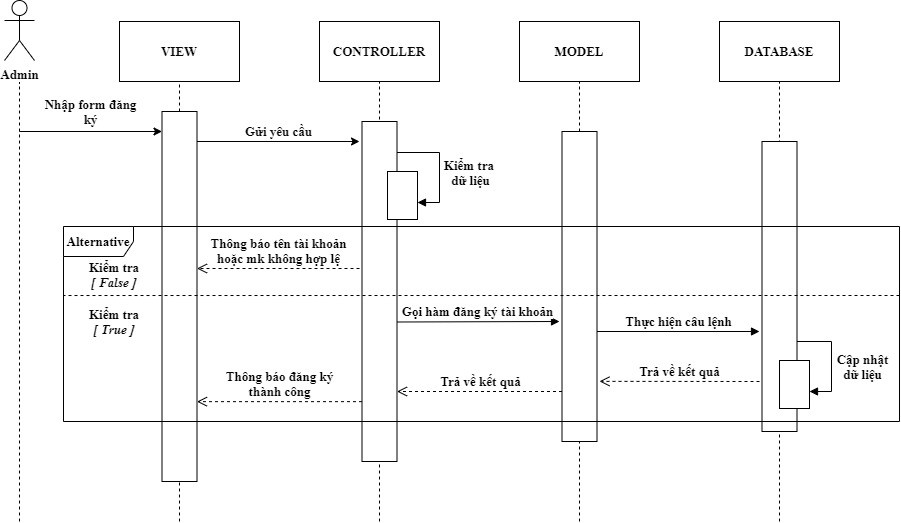 Admin
VIEW
CONTROLLER
MODEL
DATABASE
Nhập form đăng
ký
Gửi yêu cầu
Kiểm tra
dữ liệu
Alternative
Thông báo tên tài khoản
hoặc mk không hợp lệ
Kiểm tra
[ False ]
Kiểm tra
[ True ]
Gọi hàm đăng ký tài khoản
Thực hiện câu lệnh
Cập nhật
dữ liệu
Trả về kết quả
Trả về kết quả
Thông báo đăng ký
thành công